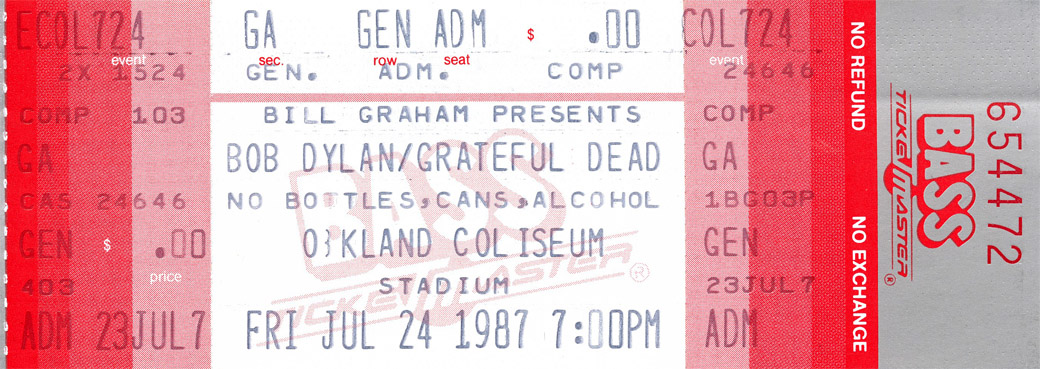 ECOL724 GA GEN ADM $ .00 COL724
event sec. row seat event
2X 1524 GEN. ADM. COMP 24646
COMP 103 BILL GRAHAM PRESENTS COMP
GA BOB DYLAN/GRATEFUL DEAD GA
CAS 24646 NO BOTTLES,CANS,ALCOHOL 1BG03P
GEN $ .00 OAKLAND COLISEUM GEN
price
403 STADIUM 23JUL7
ADM 23JUL7 FRI JUL 24 1987 7:00PM ADM
BASS
TICKETMASTER®
NO REFUND NO EXCHANGE
BASS
TICKETMASTER®
654472